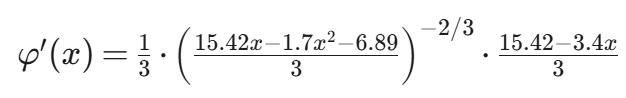 φ′(x) = 1/3 · ((15.42x−1.7x²−6.89)/3)^(−2/3) · (15.42−3.4x)/3